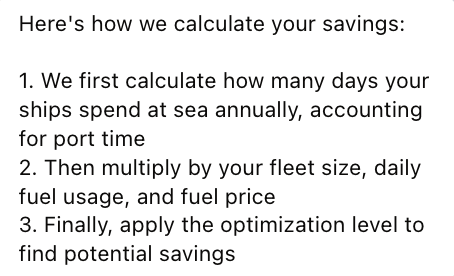 Here's how we calculate your savings:
1. We first calculate how many days your
ships spend at sea annually, accounting
for port time
2. Then multiply by your fleet size, daily
fuel usage, and fuel price
3. Finally, apply the optimization level to
find potential savings